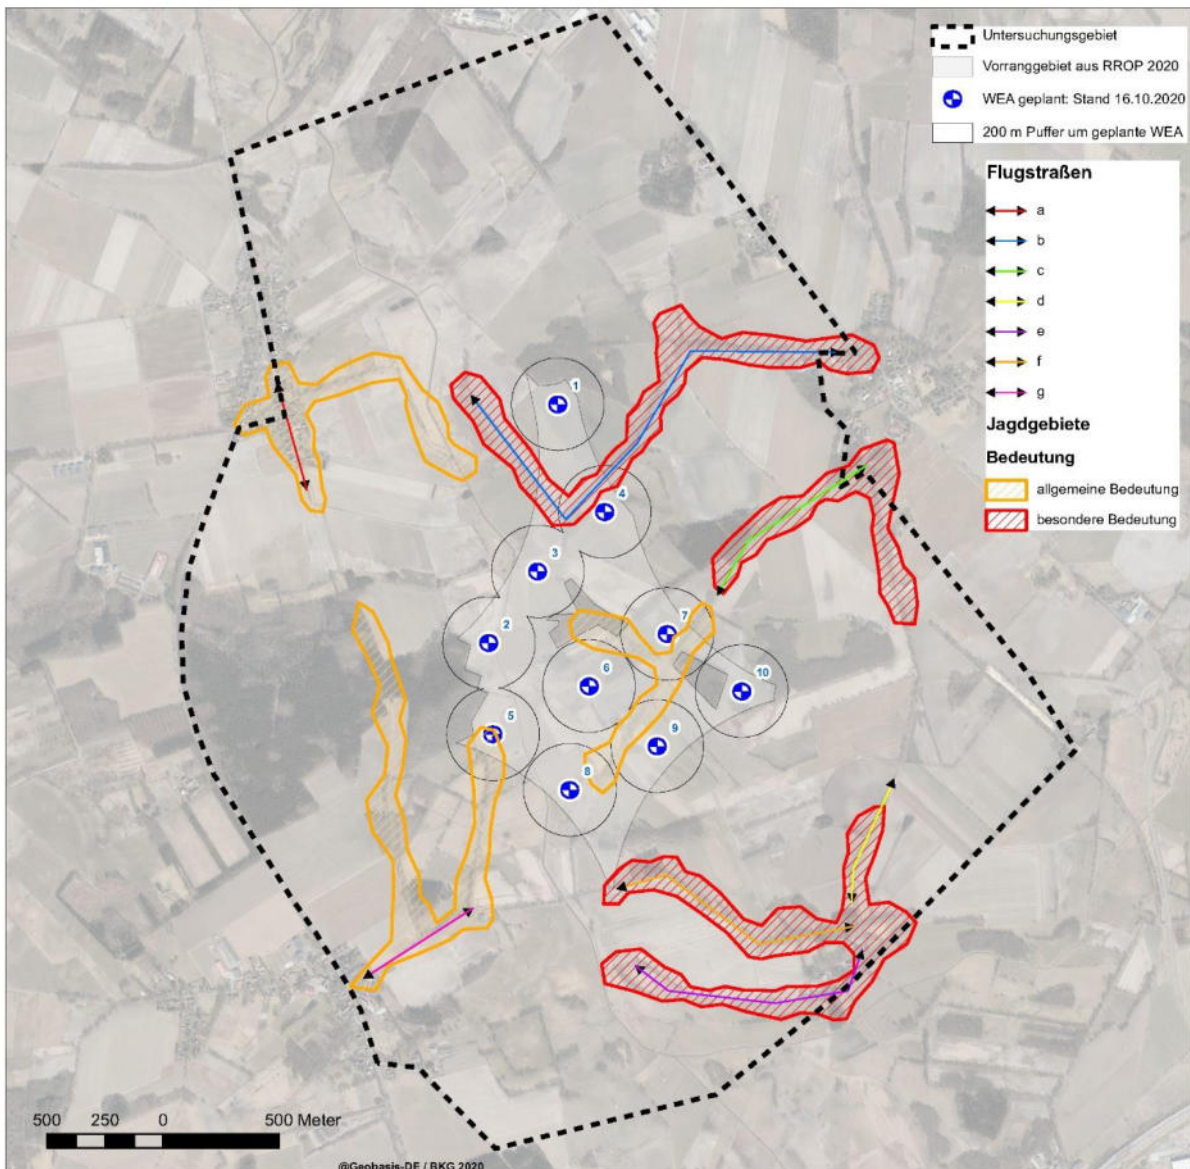 Untersuchungsgebiet
Vorranggebiet aus RROP 2020
WEA geplant: Stand 16.10.2020
200 m Puffer um geplante WEA
Flugstraßen
a
b
c
d
e
f
g
Jagdgebiete
Bedeutung
allgemeine Bedeutung
besondere Bedeutung
1
4
3
2
7
6
10
5
9
8
500 250 0 500 Meter
@Geobasis-DE / BKG 2020